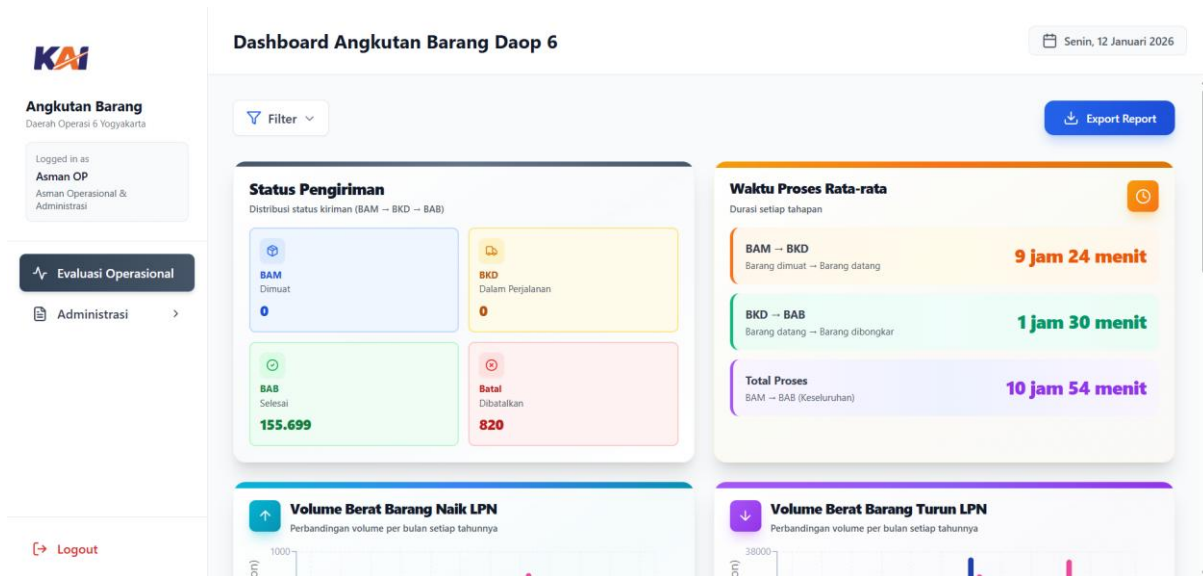 KAI
Angkutan Barang
Daerah Operasi 6 Yogyakarta
Logged in as
Asman OP
Asman Operasional &
Administrasi
Evaluasi Operasional
Administrasi
Logout
Dashboard Angkutan Barang Daop 6
Senin, 12 Januari 2026
Filter
Export Report
Status Pengiriman
Distribusi status kiriman (BAM → BKD → BAB)
BAM
Dimuat
0
BKD
Dalam Perjalanan
0
BAB
Selesai
155.699
Batal
Dibatalkan
820
Waktu Proses Rata-rata
Durasi setiap tahapan
BAM → BKD
Barang dimuat → Barang datang
9 jam 24 menit
BKD → BAB
Barang datang → Barang dibongkar
1 jam 30 menit
Total Proses
BAM → BAB (Keseluruhan)
10 jam 54 menit
Volume Berat Barang Naik LPN
Perbandingan volume per bulan setiap tahunnya
1000
Volume Berat Barang Turun LPN
Perbandingan volume per bulan setiap tahunnya
38000